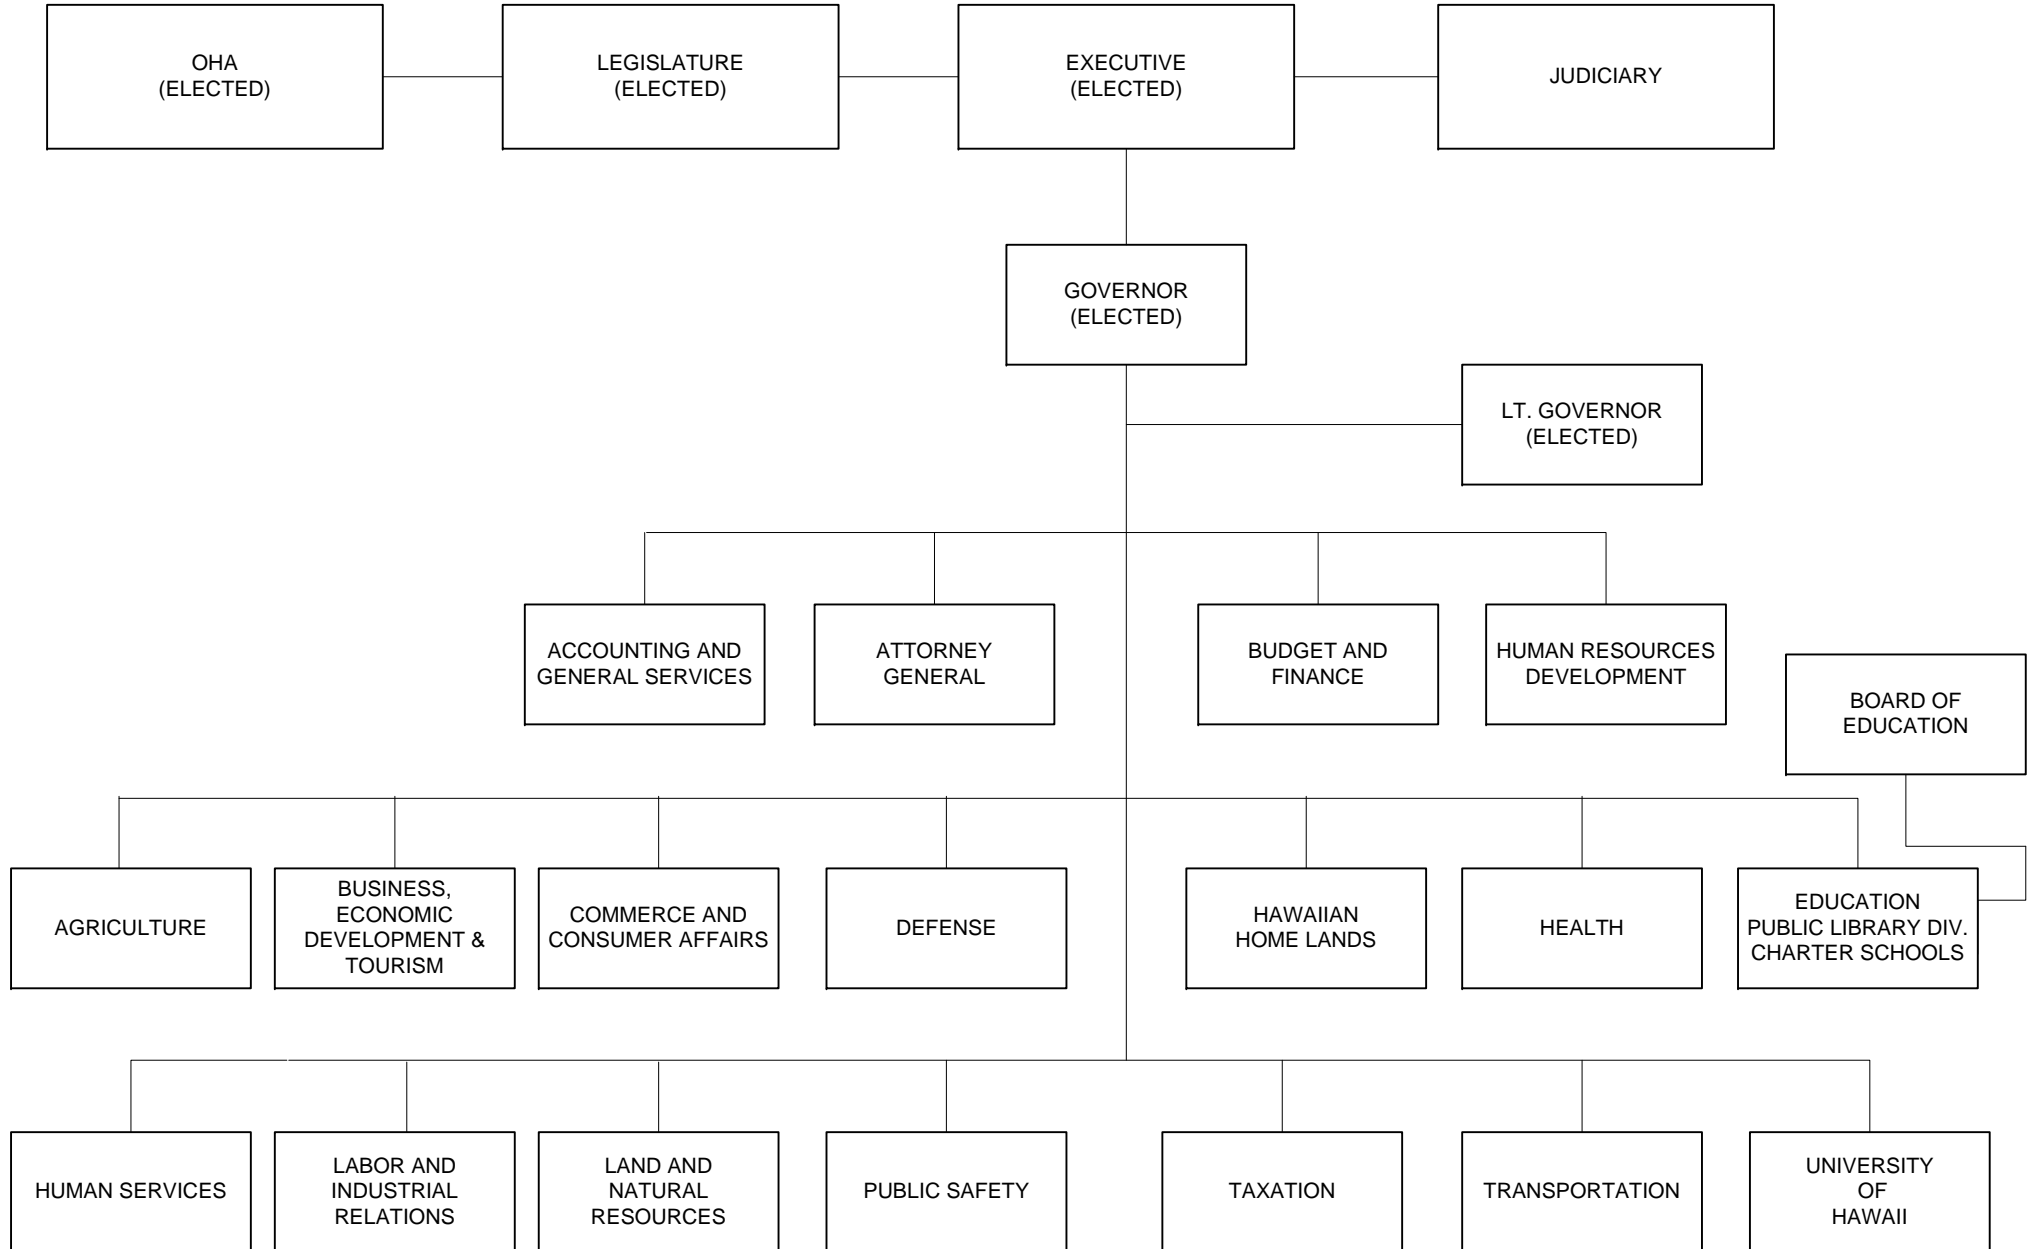 OHA
(ELECTED)
LEGISLATURE
(ELECTED)
EXECUTIVE
(ELECTED)
JUDICIARY
GOVERNOR
(ELECTED)
LT. GOVERNOR
(ELECTED)
ACCOUNTING AND
GENERAL SERVICES
ATTORNEY
GENERAL
BUDGET AND
FINANCE
HUMAN RESOURCES
DEVELOPMENT
BOARD OF
EDUCATION
AGRICULTURE
BUSINESS,
ECONOMIC
DEVELOPMENT &
TOURISM
COMMERCE AND
CONSUMER AFFAIRS
DEFENSE
HAWAIIAN
HOME LANDS
HEALTH
EDUCATION
PUBLIC LIBRARY DIV.
CHARTER SCHOOLS
HUMAN SERVICES
LABOR AND
INDUSTRIAL
RELATIONS
LAND AND
NATURAL
RESOURCES
PUBLIC SAFETY
TAXATION
TRANSPORTATION
UNIVERSITY
OF
HAWAII